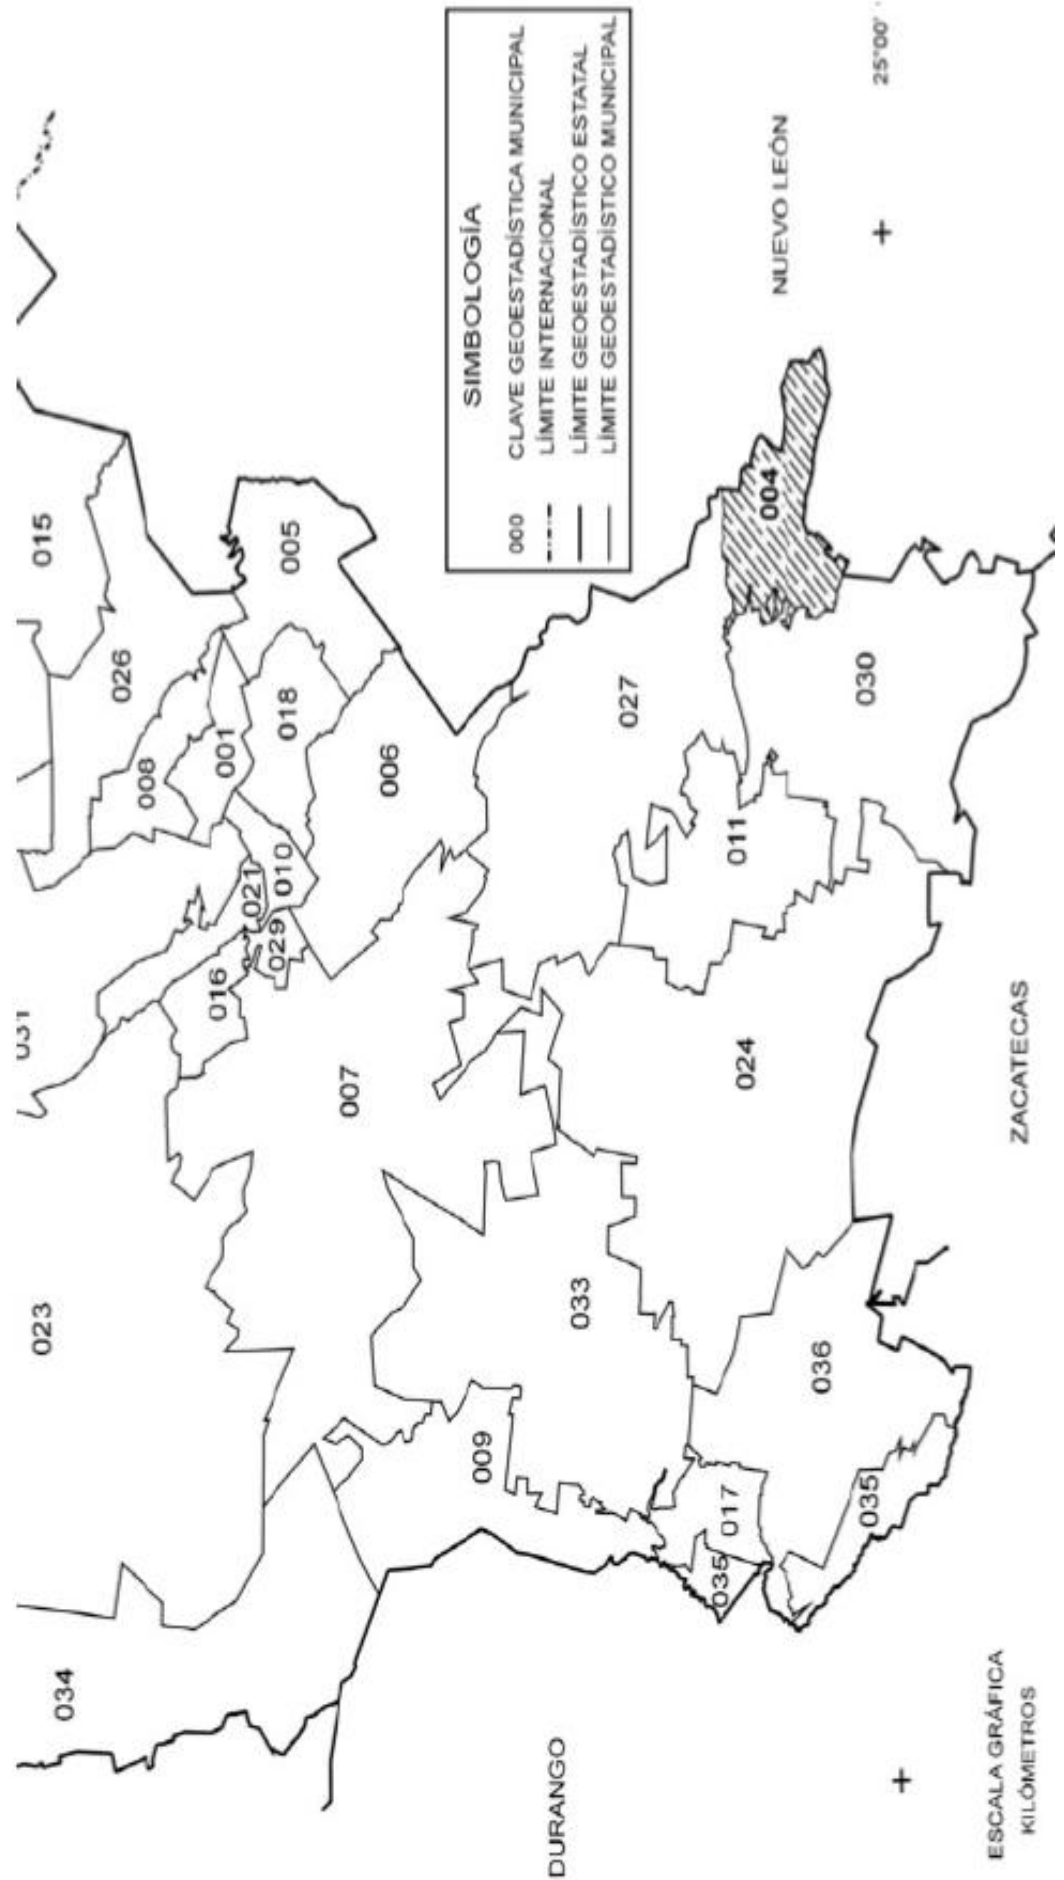 034
023
031
026
015
008
001
016
021
010
018
005
029
007
006
009
033
024
011
027
004
030
017
035
036
035
DURANGO
ZACATECAS
NUEVO LEÓN
25°00'
SIMBOLOGÍA
000 CLAVE GEOESTADÍSTICA MUNICIPAL
LÍMITE INTERNACIONAL
LÍMITE GEOESTADÍSTICO ESTATAL
LÍMITE GEOESTADÍSTICO MUNICIPAL
ESCALA GRÁFICA
KILÓMETROS